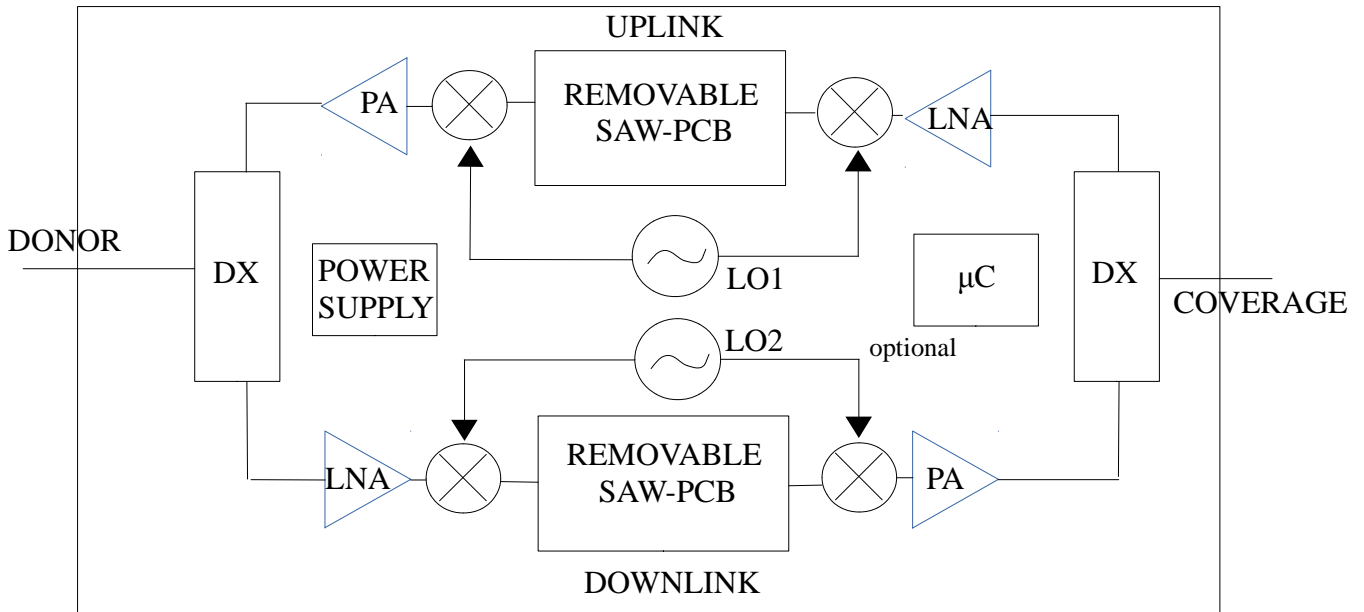 UPLINK
PA
REMOVABLE
SAW-PCB
LNA
DONOR
DX
POWER
SUPPLY
LO1
μC
DX
COVERAGE
LO2
optional
LNA
REMOVABLE
SAW-PCB
PA
DOWNLINK